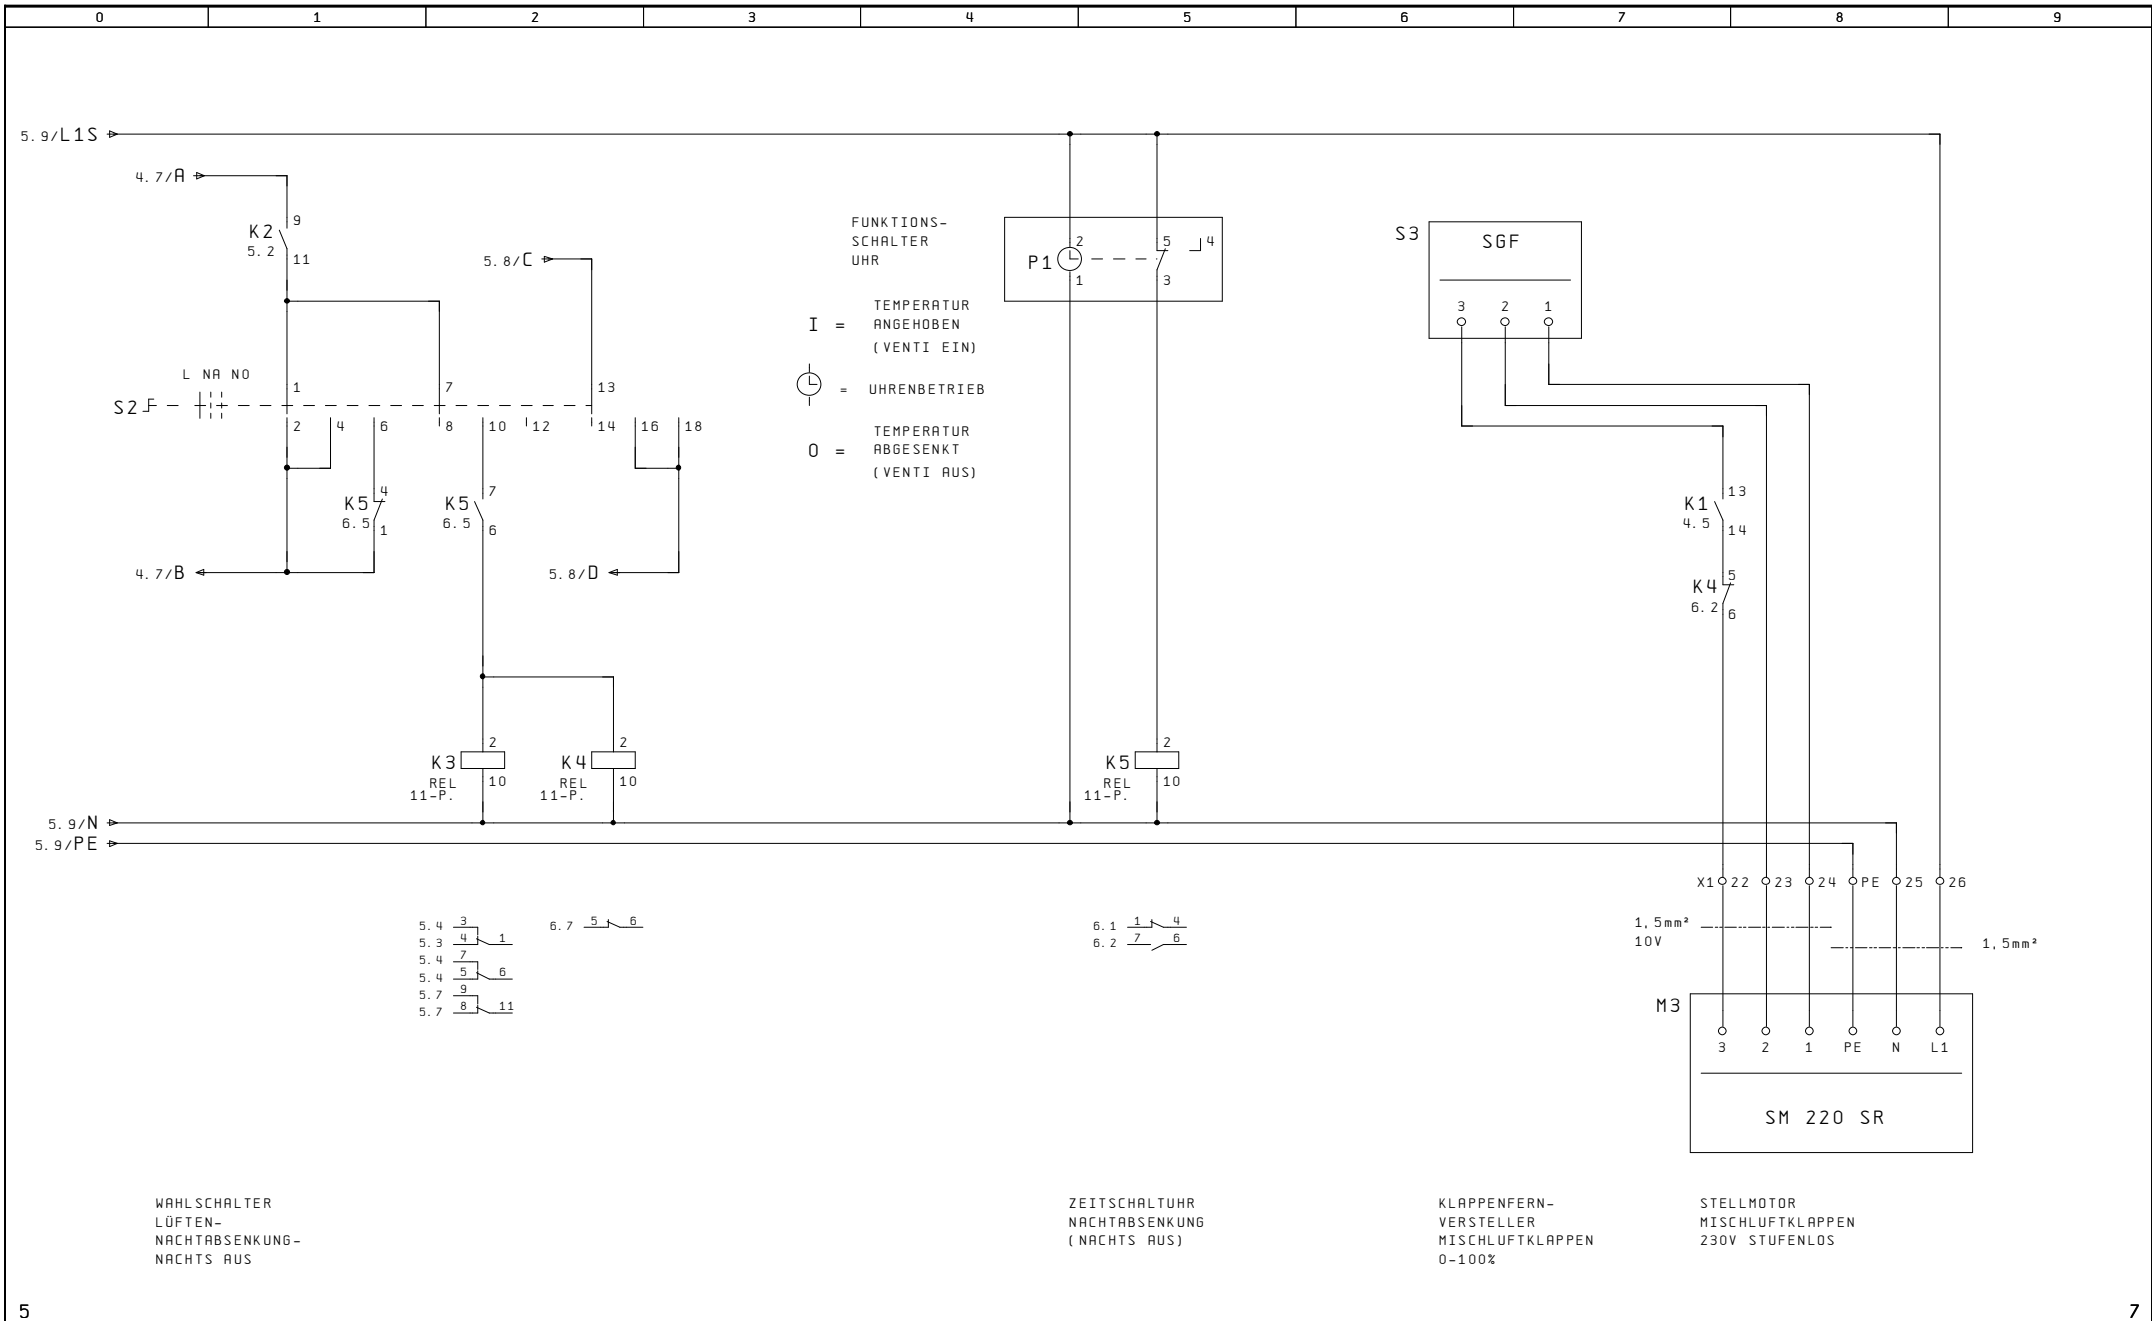 0 1 2 3 4 5 6 7 8 9
5.9/L1S
4.7/A
9
K2
5.2
11
5.8/C
FUNKTIONS-
SCHALTER
UHR
P1
2
1
5
3
4
I = TEMPERATUR
ANGEHOBEN
(VENTI EIN)
= UHRENBETRIEB
0 = TEMPERATUR
ABGESENKT
(VENTI AUS)
S3
SGF
3 2 1
L NA NO
S2
1 7 13
2 4 6 8 10 12 14 16 18
K5
6.5
4
1
K5
6.5
7
6
4.7/B
5.8/D
K1
4.5
13
14
K4
6.2
5
6
K3
REL
11-P.
2
10
K4
REL
11-P.
2
10
K5
REL
11-P.
2
10
5.9/N
5.9/PE
X1 22 23 24 PE 25 26
5.4 3
5.3 4 1
5.4 7
5.4 5 6
5.7 9
5.7 8 11
6.7 5 6
6.1 1 4
6.2 7 6
1,5mm²
10V
1,5mm²
M3
3 2 1 PE N L1
SM 220 SR
WAHLSCHALTER
LÜFTEN-
NACHTABSENKUNG-
NACHTS AUS
ZEITSCHALTUHR
NACHTABSENKUNG
(NACHTS AUS)
KLAPPENFERN-
VERSTELLER
MISCHLUFTKLAPPEN
0-100%
STELLMOTOR
MISCHLUFTKLAPPEN
230V STUFENLOS
5
7